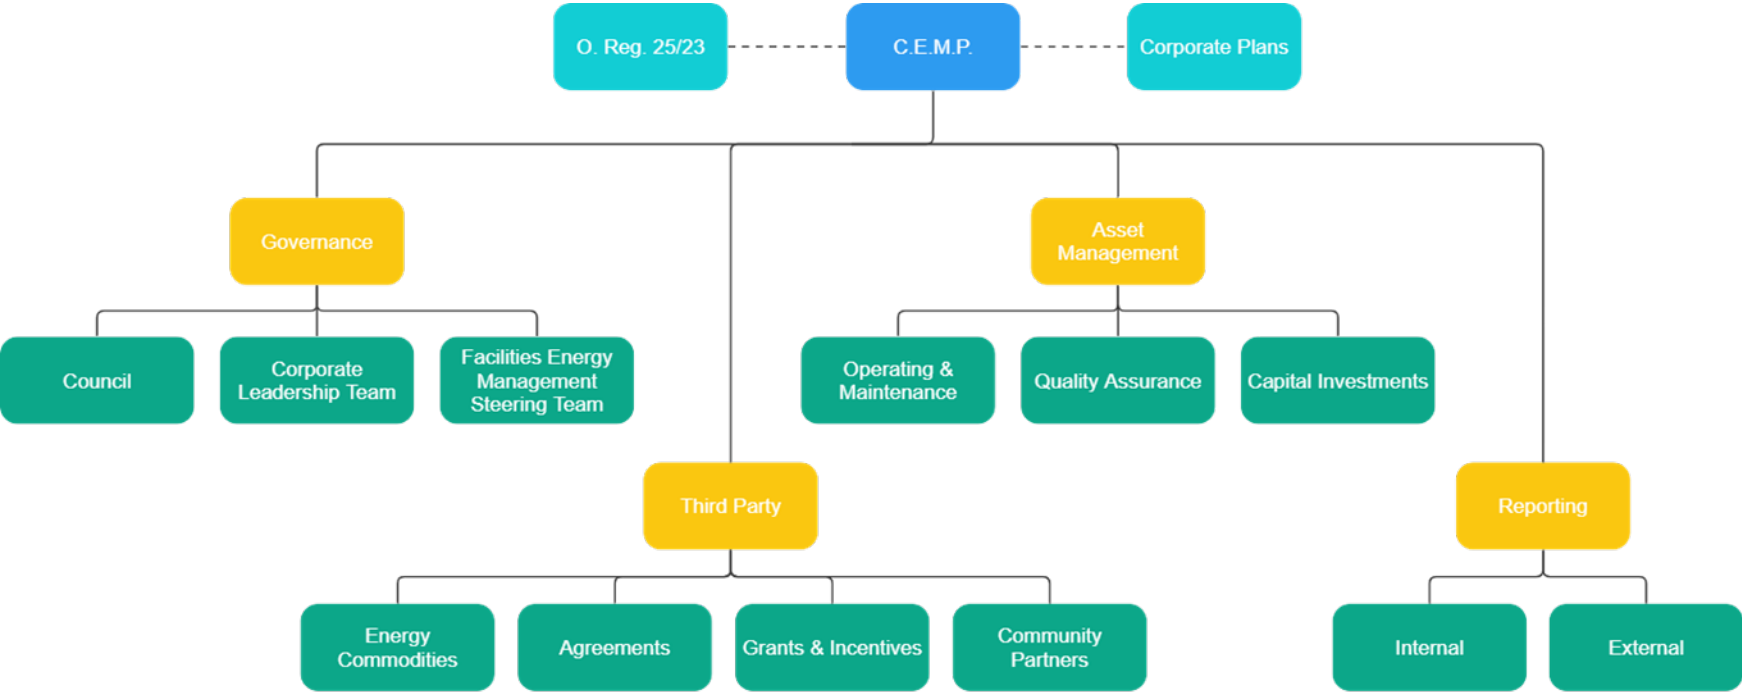 O. Reg. 25/23
C.E.M.P.
Corporate Plans
Governance
Asset
Management
Council
Corporate
Leadership Team
Facilities Energy
Management
Steering Team
Operating &
Maintenance
Quality Assurance
Capital Investments
Third Party
Reporting
Energy
Commodities
Agreements
Grants & Incentives
Community
Partners
Internal
External